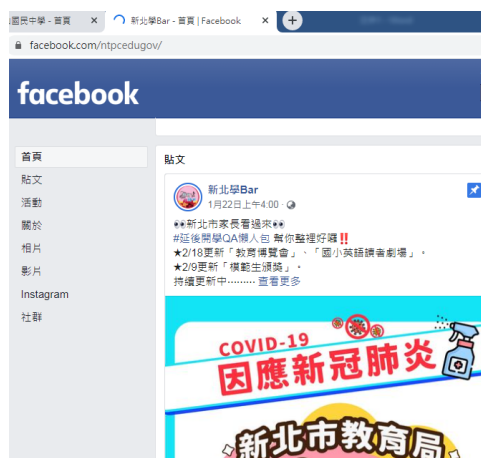 國民中學 - 首頁
新北學Bar - 首頁 | Facebook
facebook.com/ntpcedugov/
facebook
首頁
貼文
活動
關於
相片
影片
Instagram
社群
貼文
新北學Bar
1月22日上午4:00
👀新北市家長看過來👀
#延後開學QA懶人包 幫你整裡好囉‼
★2/18更新「教育博覽會」、「國小英語讀者劇場」。
★2/9更新「模範生頒獎」。
持續更新中......... 查看更多
COVID-19
因應新冠肺炎
新北市教育局